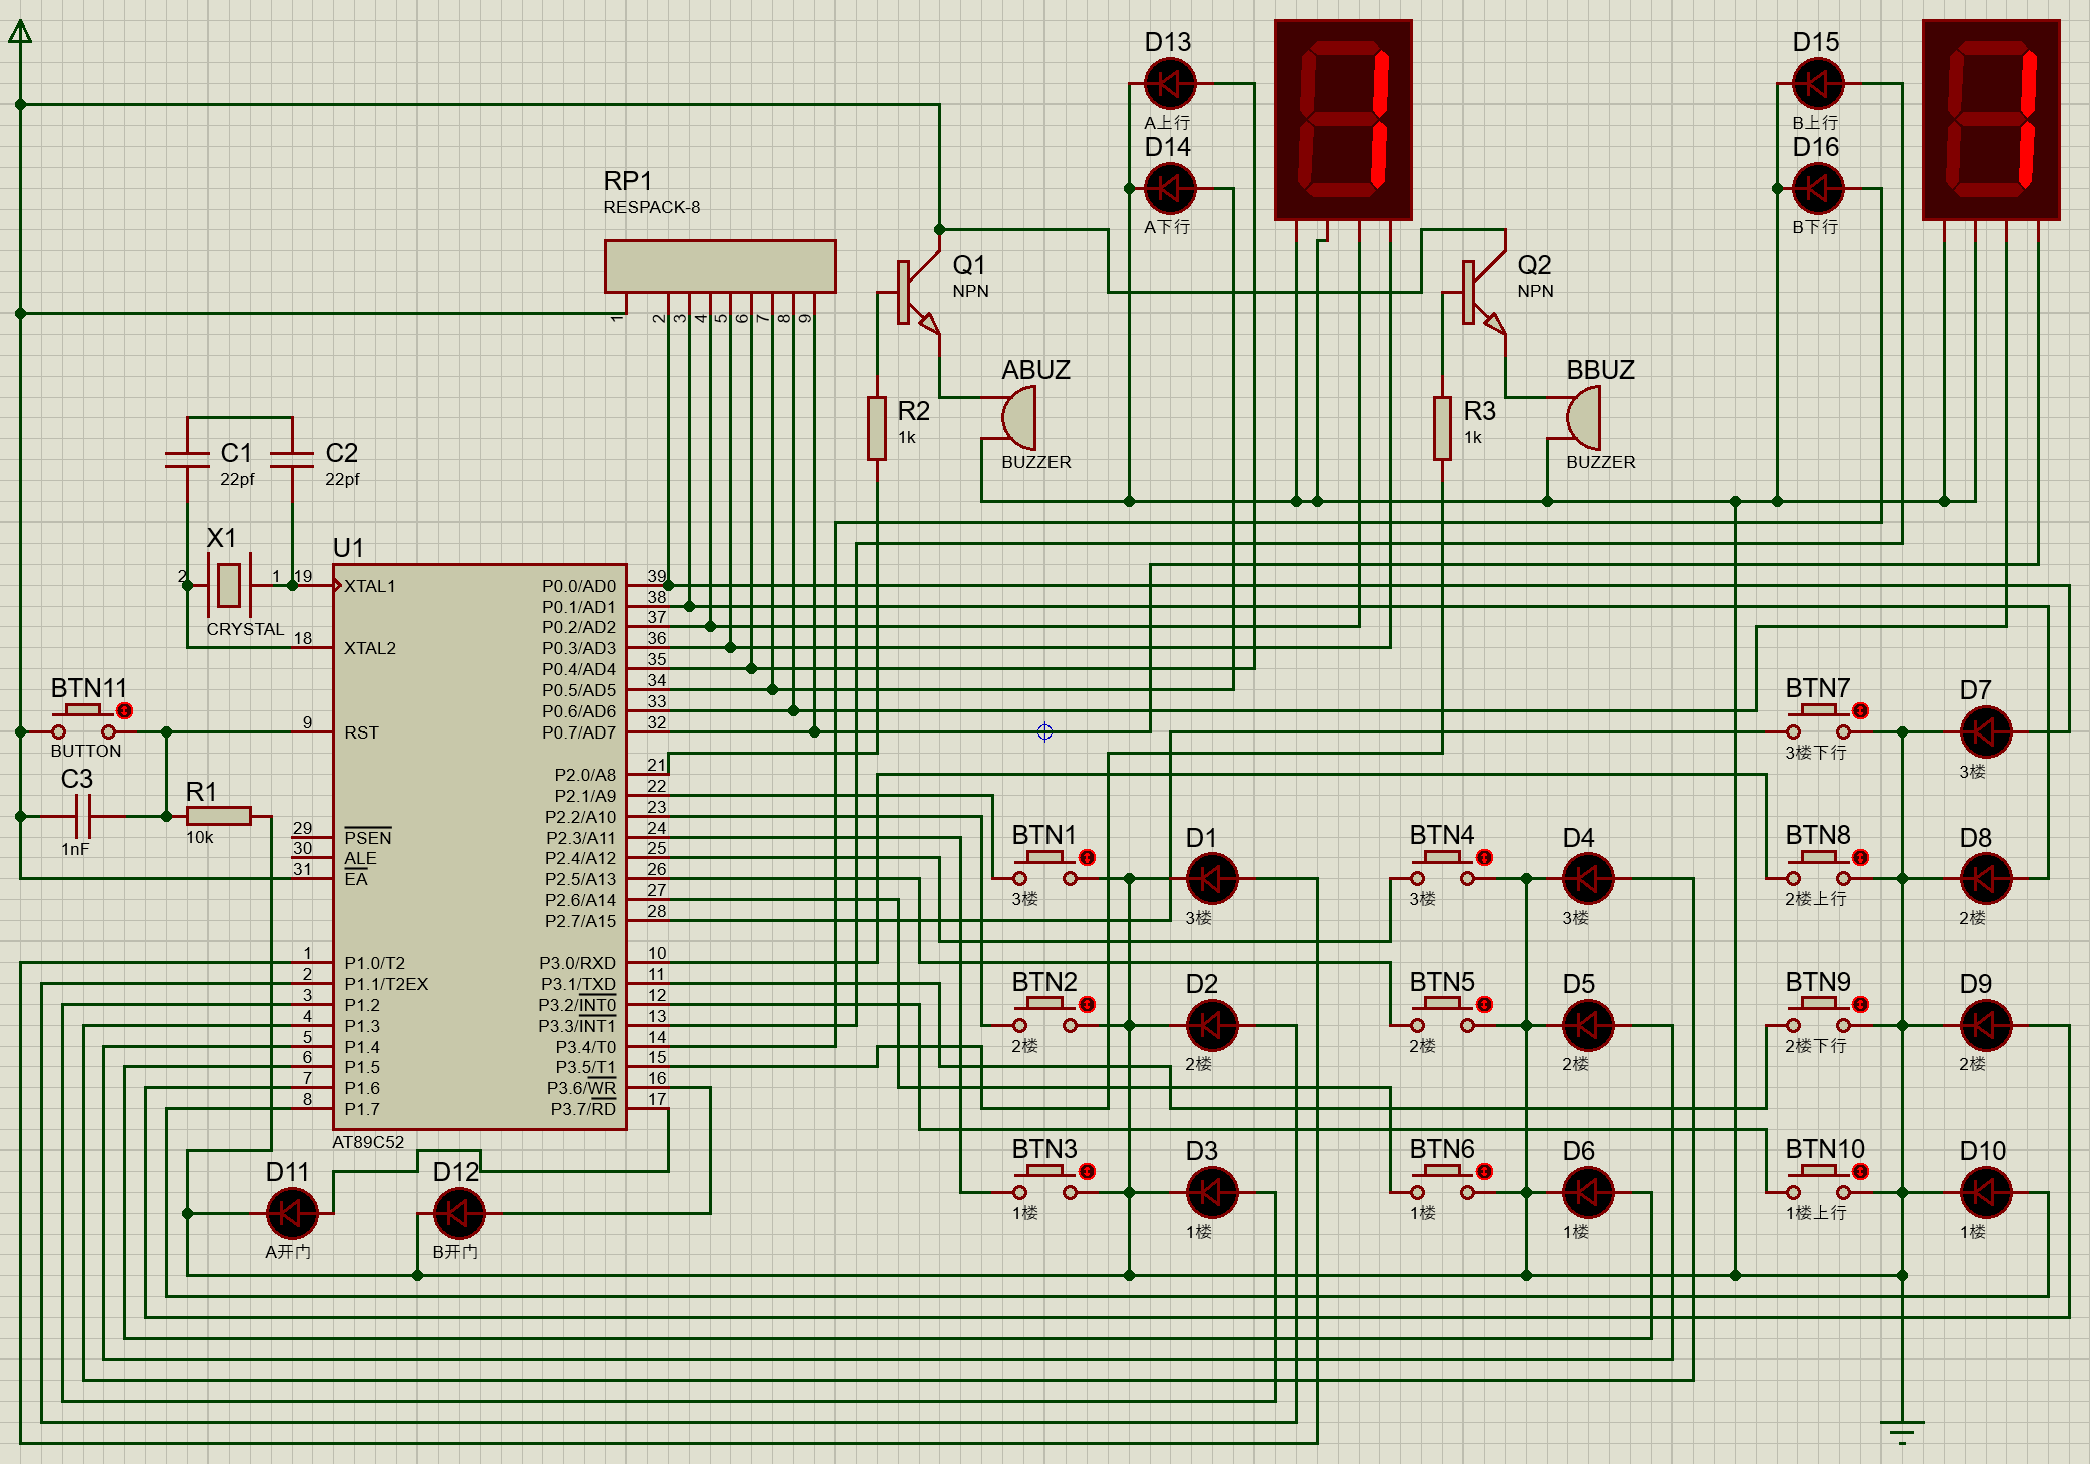 D13
A上行
D14
A下行
D15
B上行
D16
B下行
RP1
RESPACK-8
1
2
3
4
5
6
7
8
9
Q1
NPN
Q2
NPN
ABUZ
BUZZER
BBUZ
BUZZER
R2
1k
R3
1k
C1
22pf
C2
22pf
X1
2
1
CRYSTAL
U1
19
XTAL1
18
XTAL2
9
RST
29
PSEN
30
ALE
31
EA
1
P1.0/T2
2
P1.1/T2EX
3
P1.2
4
P1.3
5
P1.4
6
P1.5
7
P1.6
8
P1.7
P0.0/AD0
39
P0.1/AD1
38
P0.2/AD2
37
P0.3/AD3
36
P0.4/AD4
35
P0.5/AD5
34
P0.6/AD6
33
P0.7/AD7
32
P2.0/A8
21
P2.1/A9
22
P2.2/A10
23
P2.3/A11
24
P2.4/A12
25
P2.5/A13
26
P2.6/A14
27
P2.7/A15
28
P3.0/RXD
10
P3.1/TXD
11
P3.2/INT0
12
P3.3/INT1
13
P3.4/T0
14
P3.5/T1
15
P3.6/WR
16
P3.7/RD
17
AT89C52
BTN11
BUTTON
C3
1nF
R1
10k
D11
A开门
D12
B开门
BTN7
3楼下行
D7
3楼
BTN1
3楼
D1
3楼
BTN4
3楼
D4
3楼
BTN8
2楼上行
D8
2楼
BTN2
2楼
D2
2楼
BTN5
2楼
D5
2楼
BTN9
2楼下行
D9
2楼
BTN3
1楼
D3
1楼
BTN6
1楼
D6
1楼
BTN10
1楼上行
D10
1楼